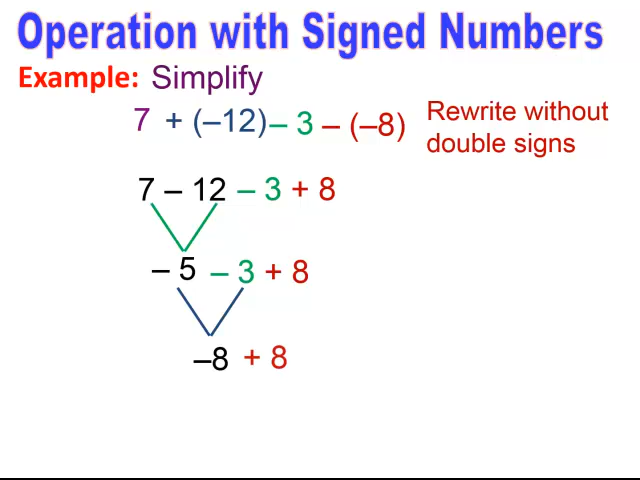 Operation with Signed Numbers
Example: Simplify
7 + (–12) – 3 – (–8)
Rewrite without
double signs
7 – 12 – 3 + 8
– 5 – 3 + 8
–8 + 8